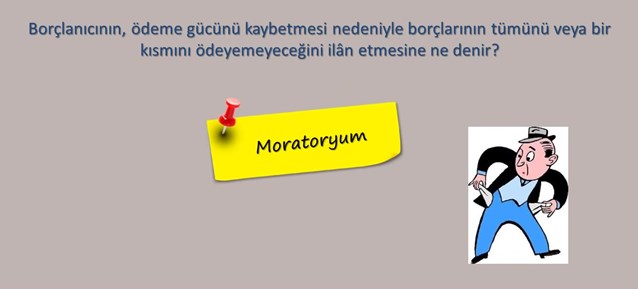 Borçlanıcının, ödeme gücünü kaybetmesi nedeniyle borçlarının tümünü veya bir
kısmını ödeyemeyeceğini ilân etmesine ne denir?
Moratoryum